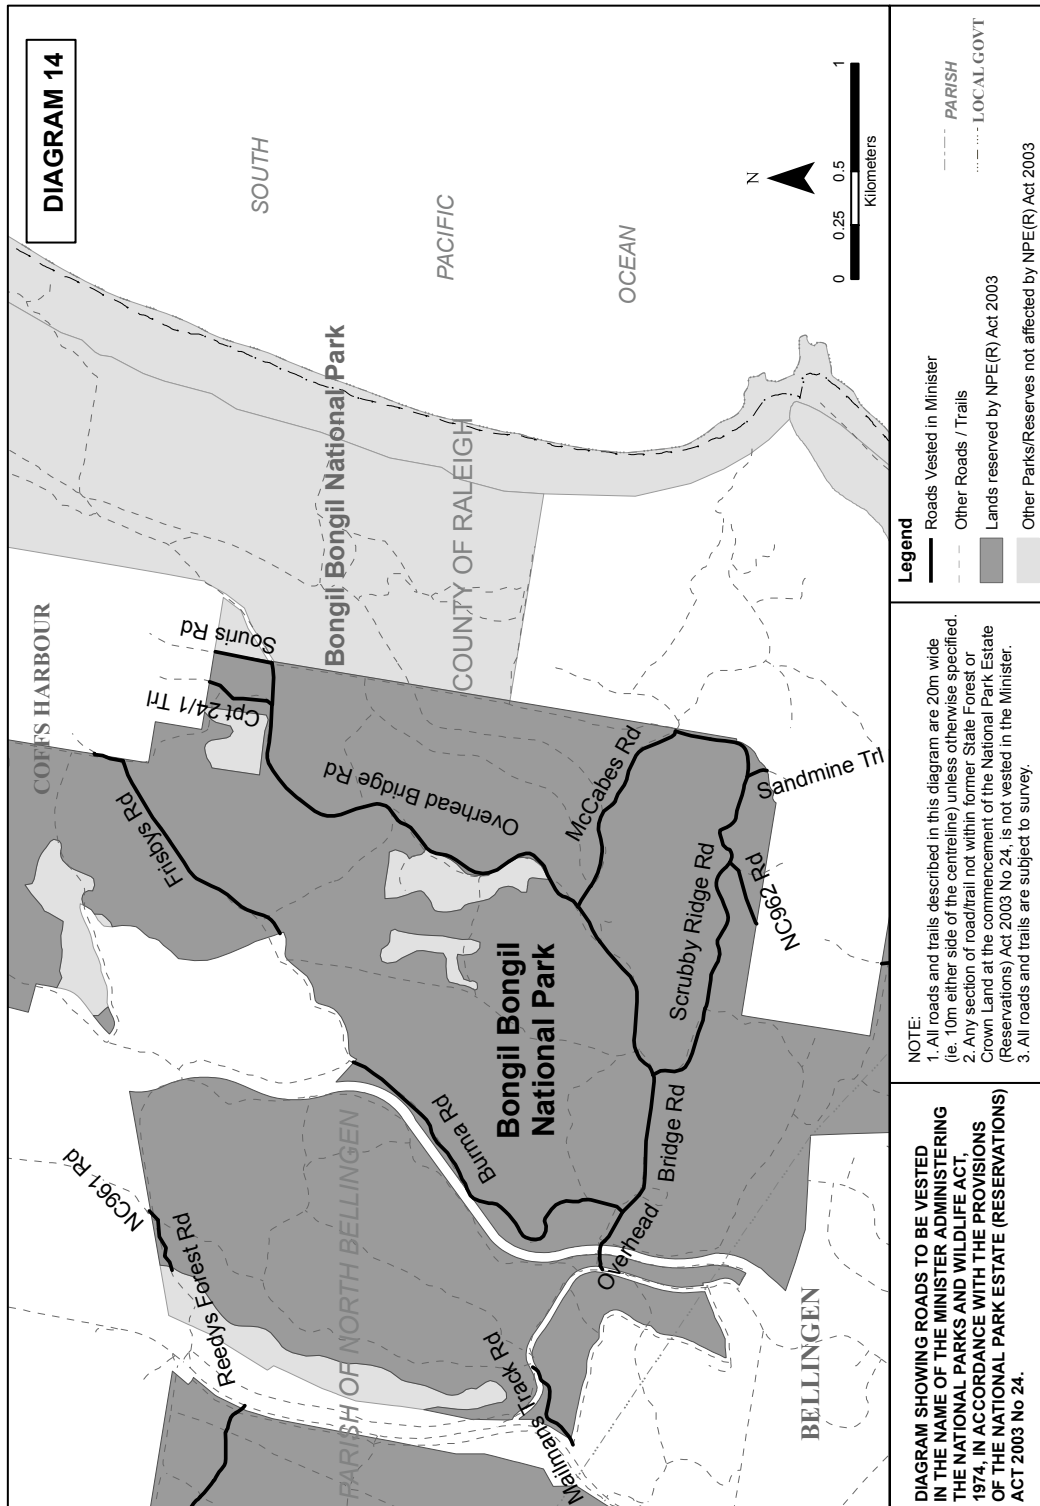 DIAGRAM 14
SOUTH
PACIFIC
OCEAN
COFFS HARBOUR
Bongil Bongil National Park
COUNTY OF RALEIGH
Souris Rd
Cpt 24/1 Trl
Frisbys Rd
Overhead Bridge Rd
McCabes Rd
Sandmine Trl
Scrubby Ridge Rd
NC962 Rd
Bongil Bongil
National Park
Burma Rd
Bridge Rd
Overhead
NC961 Rd
Reedys Forest Rd
PARISH OF NORTH BELLINGEN
Mailmans Track Rd
BELLINGEN
N
0 0.25 0.5 1
Kilometers
DIAGRAM SHOWING ROADS TO BE VESTED
IN THE NAME OF THE MINISTER ADMINISTERING
THE NATIONAL PARKS AND WILDLIFE ACT,
1974, IN ACCORDANCE WITH THE PROVISIONS
OF THE NATIONAL PARK ESTATE (RESERVATIONS)
ACT 2003 No 24.
NOTE:
1. All roads and trails described in this diagram are 20m wide
(ie. 10m either side of the centreline) unless otherwise specified.
2. Any section of road/trail not within former State Forest or
Crown Land at the commencement of the National Park Estate
(Reservations) Act 2003 No 24, is not vested in the Minister.
3. All roads and trails are subject to survey.
Legend
Roads Vested in Minister
Other Roads / Trails
Lands reserved by NPE(R) Act 2003
Other Parks/Reserves not affected by NPE(R) Act 2003
PARISH
LOCAL GOVT